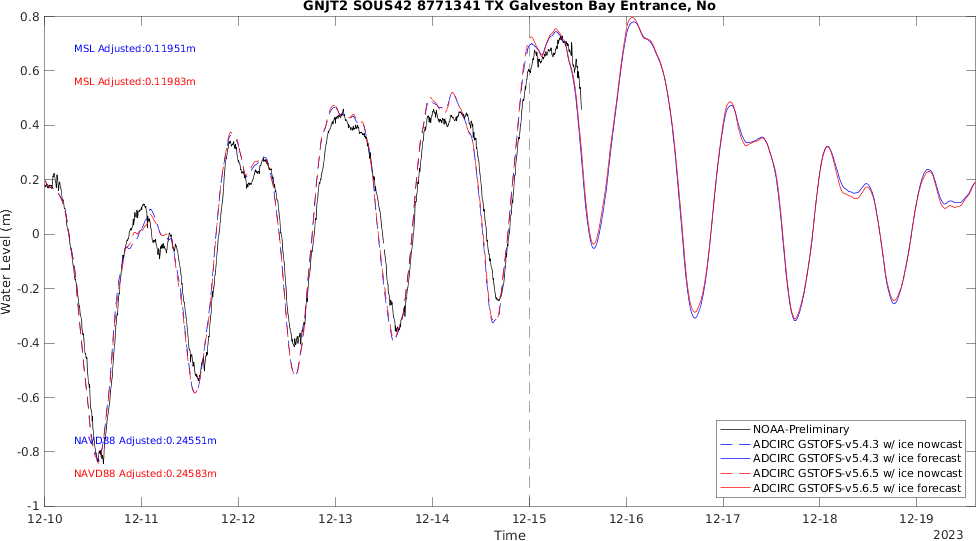 GNJT2 SOUS42 8771341 TX Galveston Bay Entrance, No
MSL Adjusted:0.11951m
MSL Adjusted:0.11983m
NAVD88 Adjusted:0.24551m
NAVD88 Adjusted:0.24583m
Water Level (m)
0.8
0.6
0.4
0.2
0
-0.2
-0.4
-0.6
-0.8
-1
NOAA-Preliminary
ADCIRC GSTOFS-v5.4.3 w/ ice nowcast
ADCIRC GSTOFS-v5.4.3 w/ ice forecast
ADCIRC GSTOFS-v5.6.5 w/ ice nowcast
ADCIRC GSTOFS-v5.6.5 w/ ice forecast
12-10 12-11 12-12 12-13 12-14 12-15 12-16 12-17 12-18 12-19
Time
2023